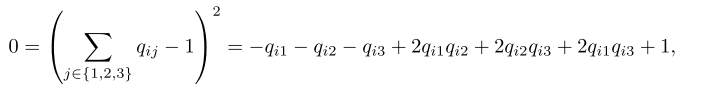 $$0 = \left( \sum_{j \in \{1,2,3\}} q_{ij} - 1 \right)^2 = -q_{i1} - q_{i2} - q_{i3} + 2q_{i1}q_{i2} + 2q_{i2}q_{i3} + 2q_{i1}q_{i3} + 1,$$